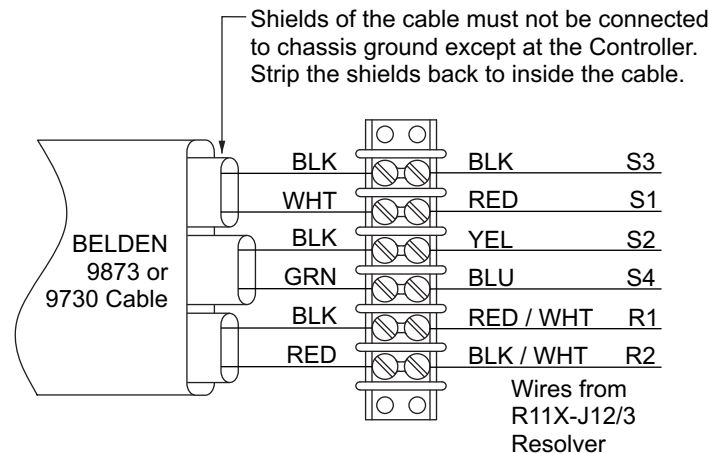 Shields of the cable must not be connected
to chassis ground except at the Controller.
Strip the shields back to inside the cable.
BLK BLK S3
WHT RED S1
BLK YEL S2
GRN BLU S4
BLK RED / WHT R1
RED BLK / WHT R2
BELDEN
9873 or
9730 Cable
Wires from
R11X-J12/3
Resolver